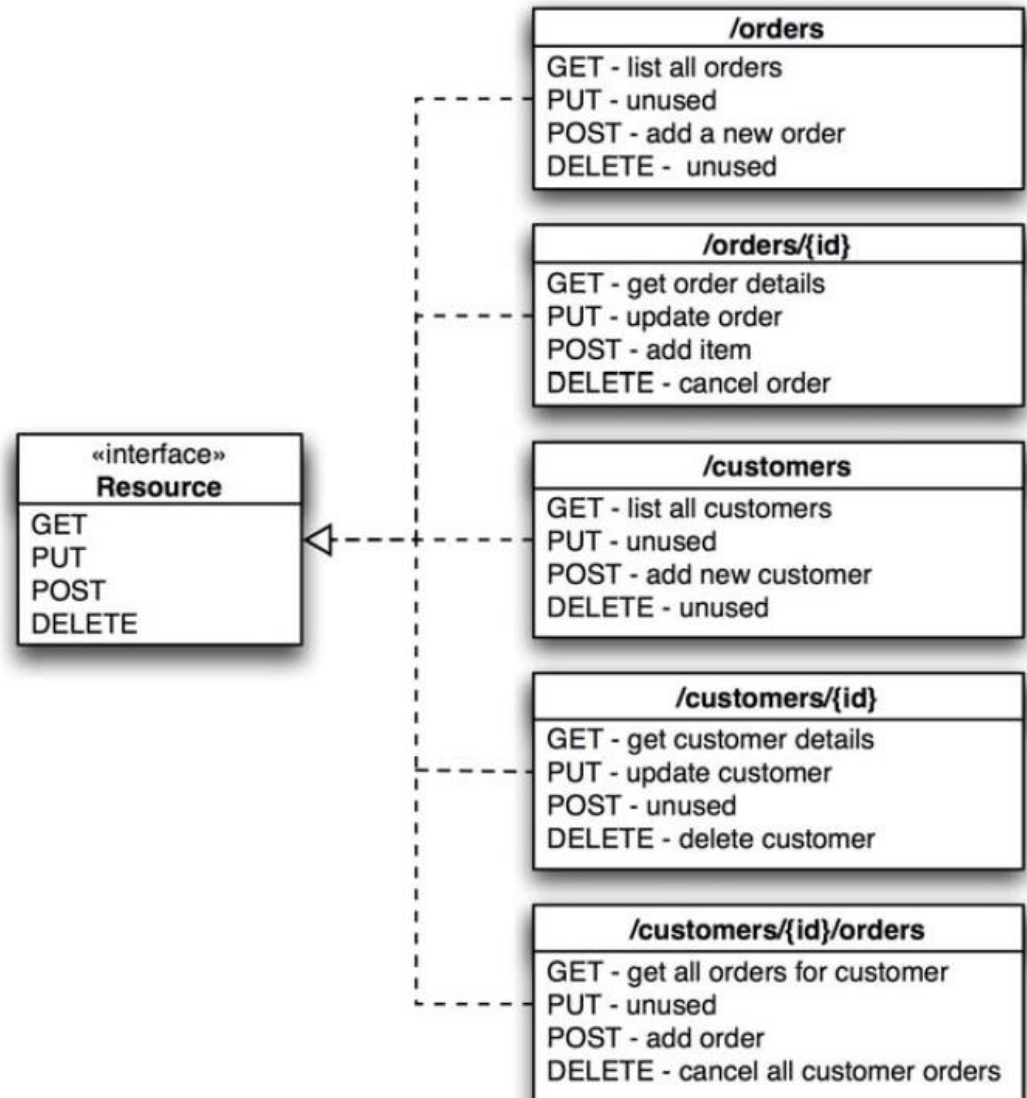 /orders
GET - list all orders
PUT - unused
POST - add a new order
DELETE - unused
/orders/{id}
GET - get order details
PUT - update order
POST - add item
DELETE - cancel order
«interface»
Resource
GET
PUT
POST
DELETE
/customers
GET - list all customers
PUT - unused
POST - add new customer
DELETE - unused
/customers/{id}
GET - get customer details
PUT - update customer
POST - unused
DELETE - delete customer
/customers/{id}/orders
GET - get all orders for customer
PUT - unused
POST - add order
DELETE - cancel all customer orders